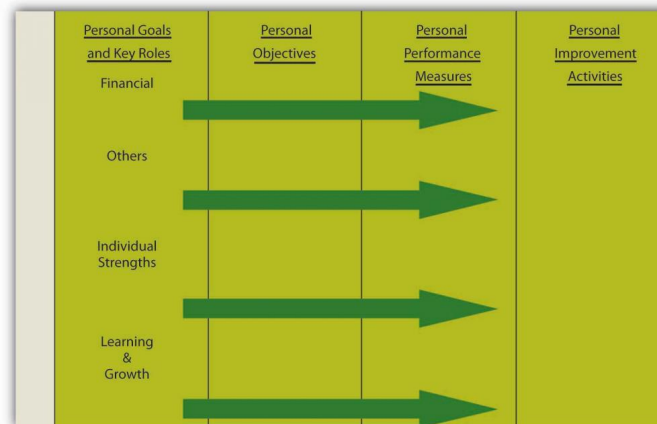 Personal Goals
and Key Roles
Personal
Objectives
Personal
Performance
Measures
Personal
Improvement
Activities
Financial
Others
Individual
Strengths
Learning
&
Growth